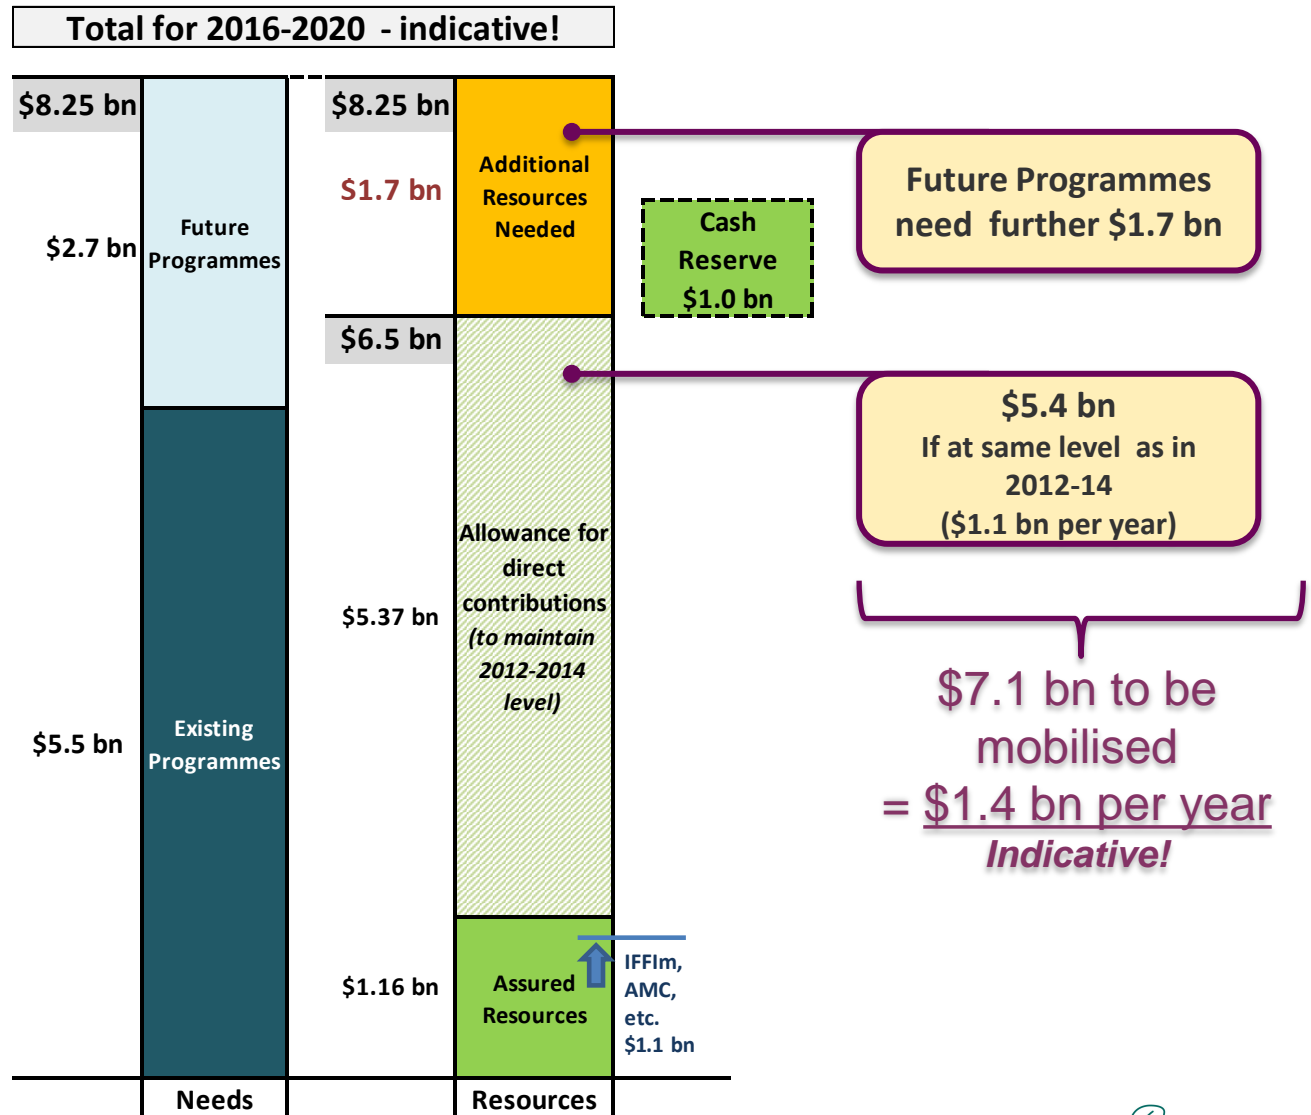 Total for 2016-2020 - indicative!
$8.25 bn
$2.7 bn
Future
Programmes
$5.5 bn
Existing
Programmes
Needs
$8.25 bn
$1.7 bn
Additional
Resources
Needed
$6.5 bn
$5.37 bn
Allowance for
direct
contributions
(to maintain
2012-2014
level)
$1.16 bn
Assured
Resources
Resources
Cash
Reserve
$1.0 bn
IFFIm,
AMC,
etc.
$1.1 bn
Future Programmes
need further $1.7 bn
$5.4 bn
If at same level as in
2012-14
($1.1 bn per year)
$7.1 bn to be
mobilised
= $1.4 bn per year
Indicative!